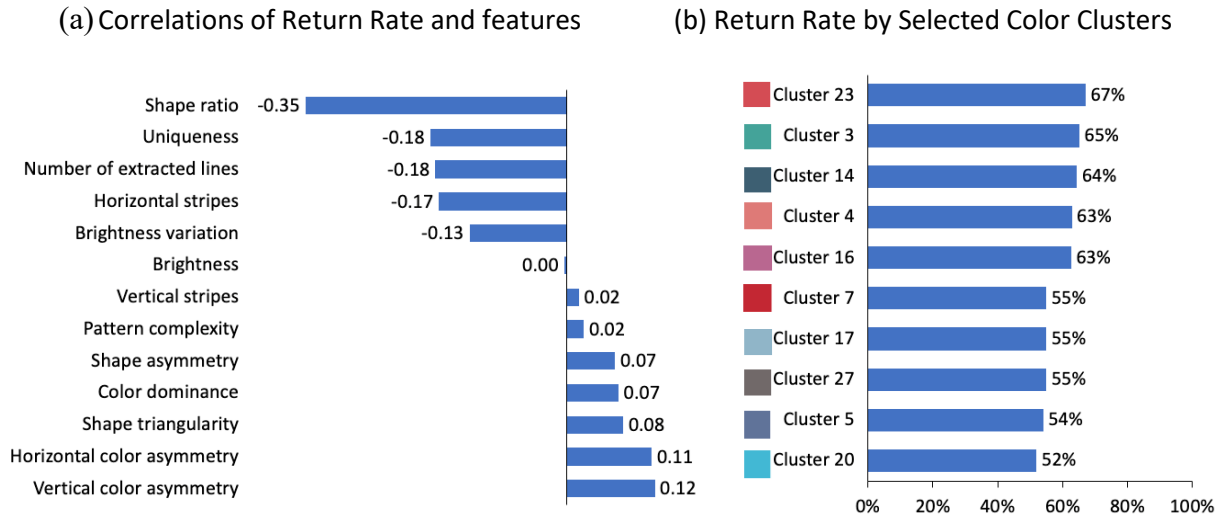 (a) Correlations of Return Rate and features
Shape ratio -0.35
Uniqueness -0.18
Number of extracted lines -0.18
Horizontal stripes -0.17
Brightness variation -0.13
Brightness 0.00
Vertical stripes 0.02
Pattern complexity 0.02
Shape asymmetry 0.07
Color dominance 0.07
Shape triangularity 0.08
Horizontal color asymmetry 0.11
Vertical color asymmetry 0.12
(b) Return Rate by Selected Color Clusters
Cluster 23 67%
Cluster 3 65%
Cluster 14 64%
Cluster 4 63%
Cluster 16 63%
Cluster 7 55%
Cluster 17 55%
Cluster 27 55%
Cluster 5 54%
Cluster 20 52%
0% 20% 40% 60% 80% 100%